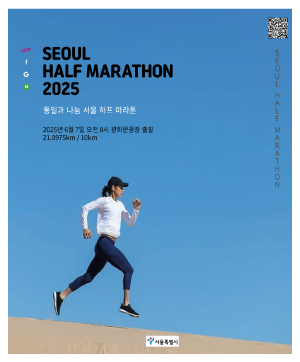 SEOUL
HALF MARATHON
2025
통일과 나눔 서울 하프 마라톤
2025년 6월 7일 오전 8시 광화문광장 출발
21.0975km / 10km
SEOUL HALF MARATHON
서울특별시